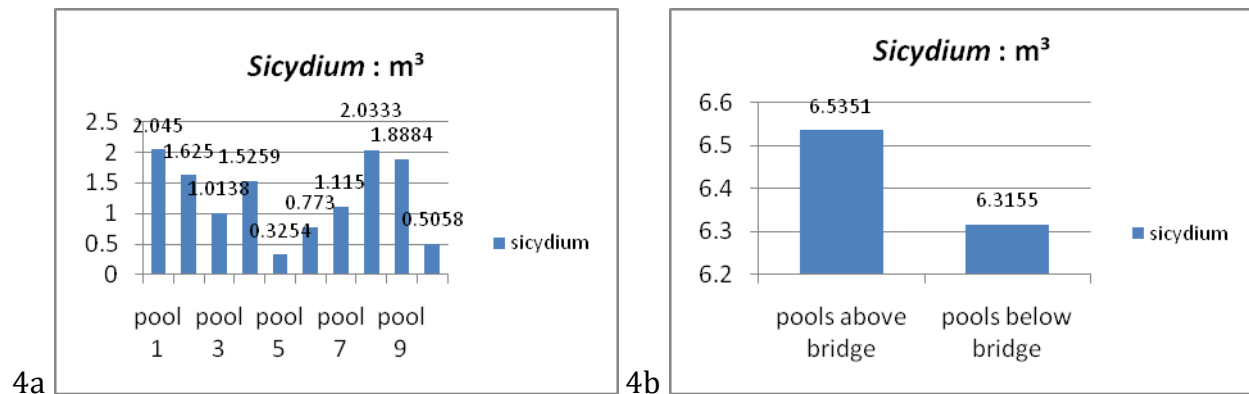 Sicydium : m³
2.5
2
1.5
1
0.5
0
2.045
1.625
1.0138
1.5259
0.3254
0.773
1.115
2.0333
1.8884
0.5058
pool 1
pool 3
pool 5
pool 7
pool 9
sicydium
4a
Sicydium : m³
6.6
6.5
6.4
6.3
6.2
6.5351
6.3155
pools above
bridge
pools below
bridge
sicydium
4b